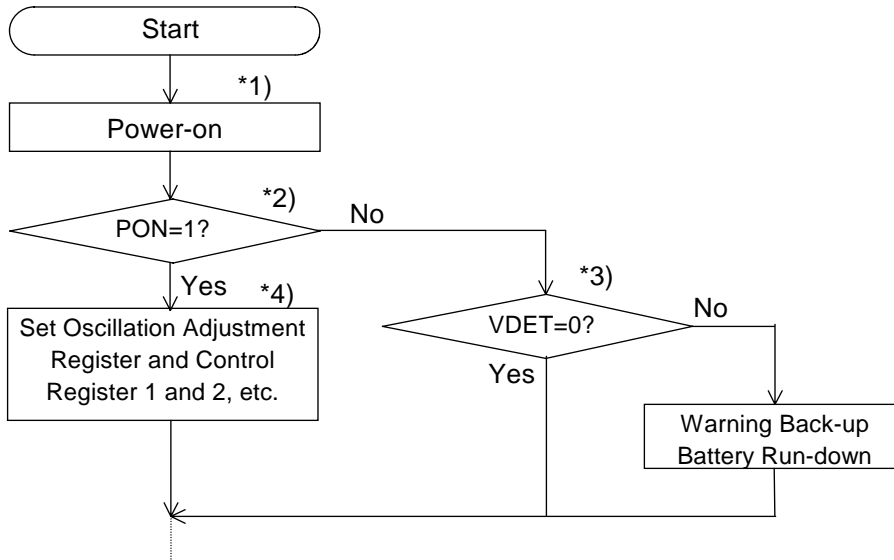 Start
*1)
Power-on
*2)
PON=1?
No
Yes
*4)
*3)
VDET=0?
No
Yes
Set Oscillation Adjustment
Register and Control
Register 1 and 2, etc.
Warning Back-up
Battery Run-down